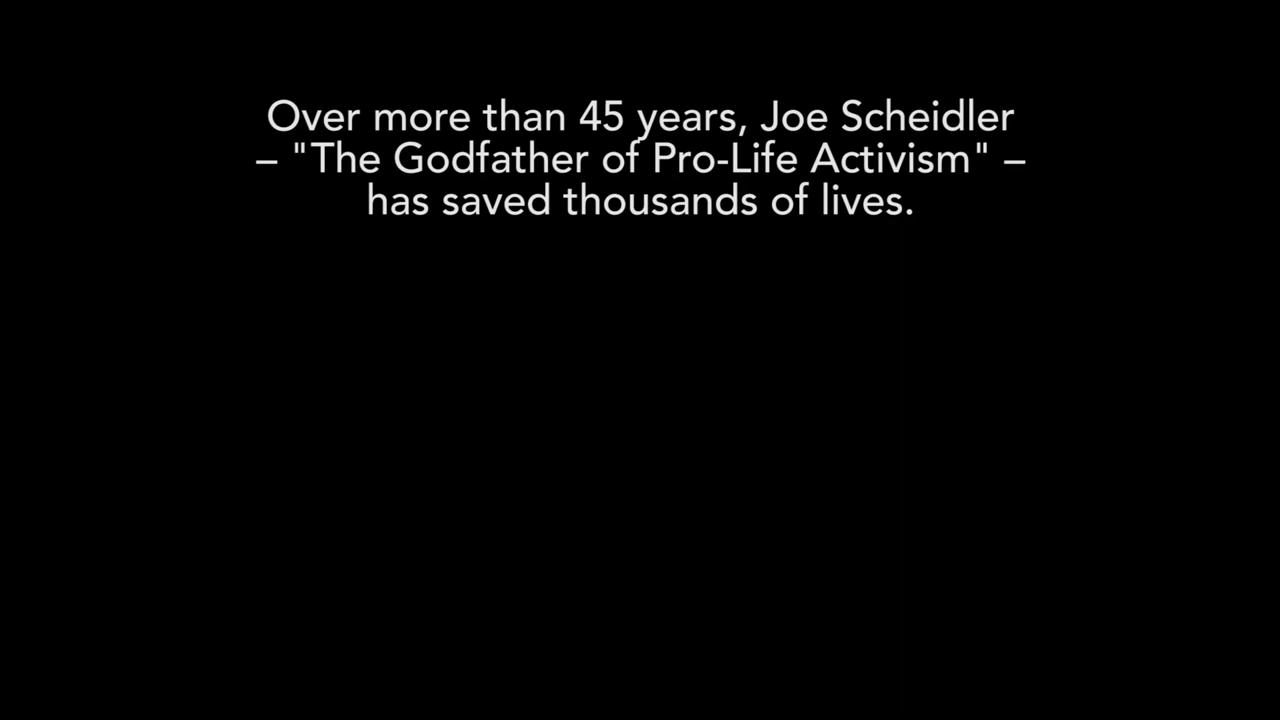 Over more than 45 years, Joe Scheidler
– "The Godfather of Pro-Life Activism" –
has saved thousands of lives.